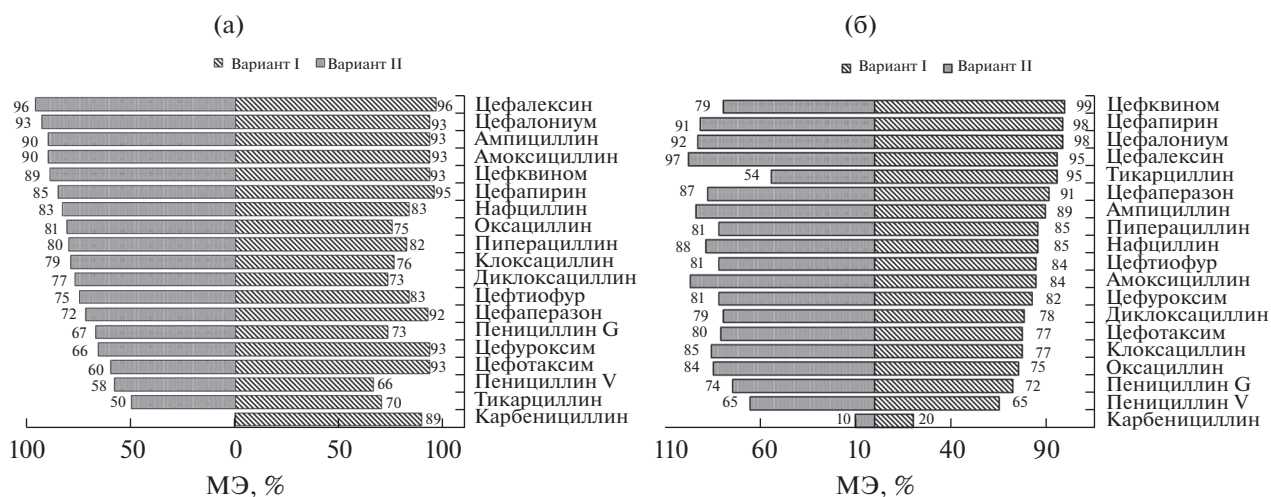 (а)
Вариант I Вариант II
96 96 Цефалексин
93 93 Цефалониум
90 93 Ампициллин
90 93 Амоксициллин
89 93 Цефквином
85 95 Цефапирин
83 83 Нафциллин
81 75 Оксациллин
80 82 Пиперациллин
79 76 Клоксациллин
77 73 Диклоксациллин
75 83 Цефтиофур
72 92 Цефаперазон
67 73 Пенициллин G
66 93 Цефуроксим
60 93 Цефотаксим
58 66 Пенициллин V
50 70 Тикарциллин
89 Карбенициллин
100 50 0 50 100
МЭ, %
(б)
Вариант I Вариант II
79 99 Цефквином
91 98 Цефапирин
92 98 Цефалониум
97 95 Цефалексин
54 95 Тикарциллин
87 91 Цефаперазон
89 Ампициллин
81 85 Пиперациллин
88 85 Нафциллин
81 84 Цефтиофур
84 Амоксициллин
81 82 Цефуроксим
79 78 Диклоксациллин
80 77 Цефотаксим
85 77 Клоксациллин
84 75 Оксациллин
74 72 Пенициллин G
65 65 Пенициллин V
10 20 Карбенициллин
110 60 10 40 90
МЭ, %